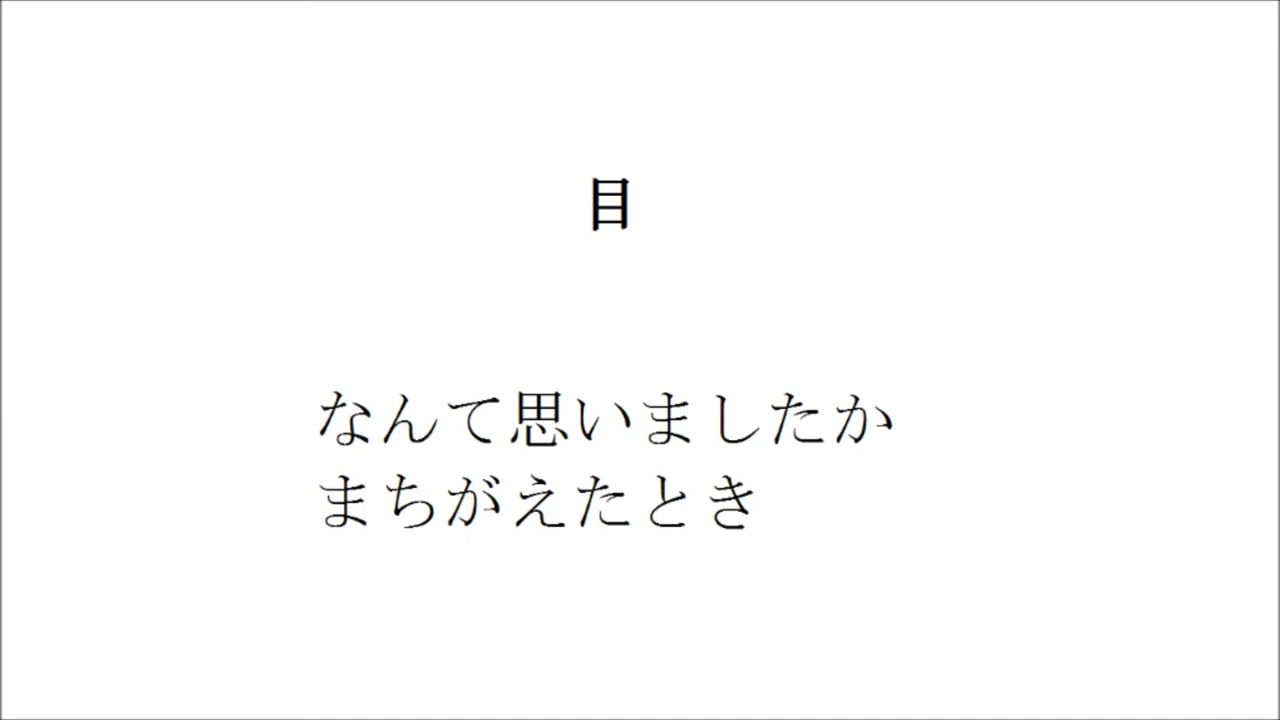 目
なんて思いましたか
まちがえたとき